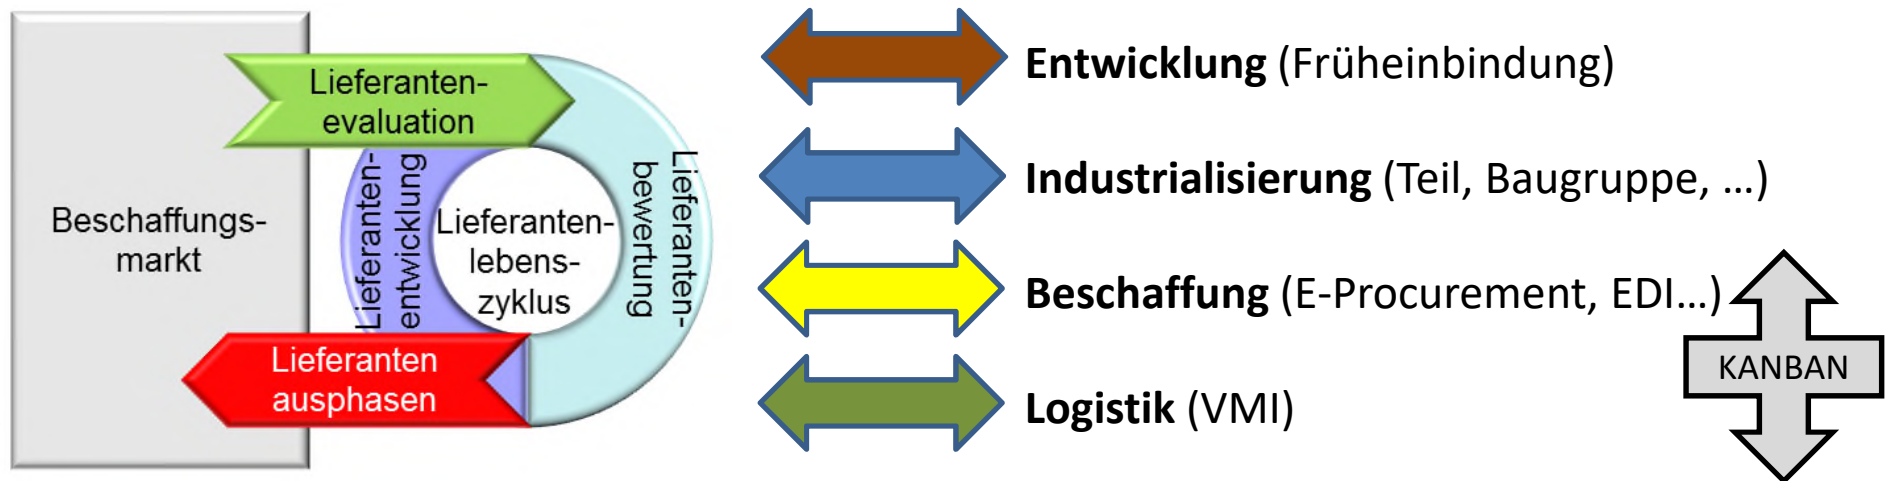 Beschaffungs-
markt
Lieferanten-
evaluation
Lieferanten-
entwicklung
Lieferanten-
lebens-
zyklus
Lieferanten-
bewertung
Lieferanten
ausphasen
Entwicklung (Früheinbindung)
Industrialisierung (Teil, Baugruppe, …)
Beschaffung (E-Procurement, EDI…)
Logistik (VMI)
KANBAN